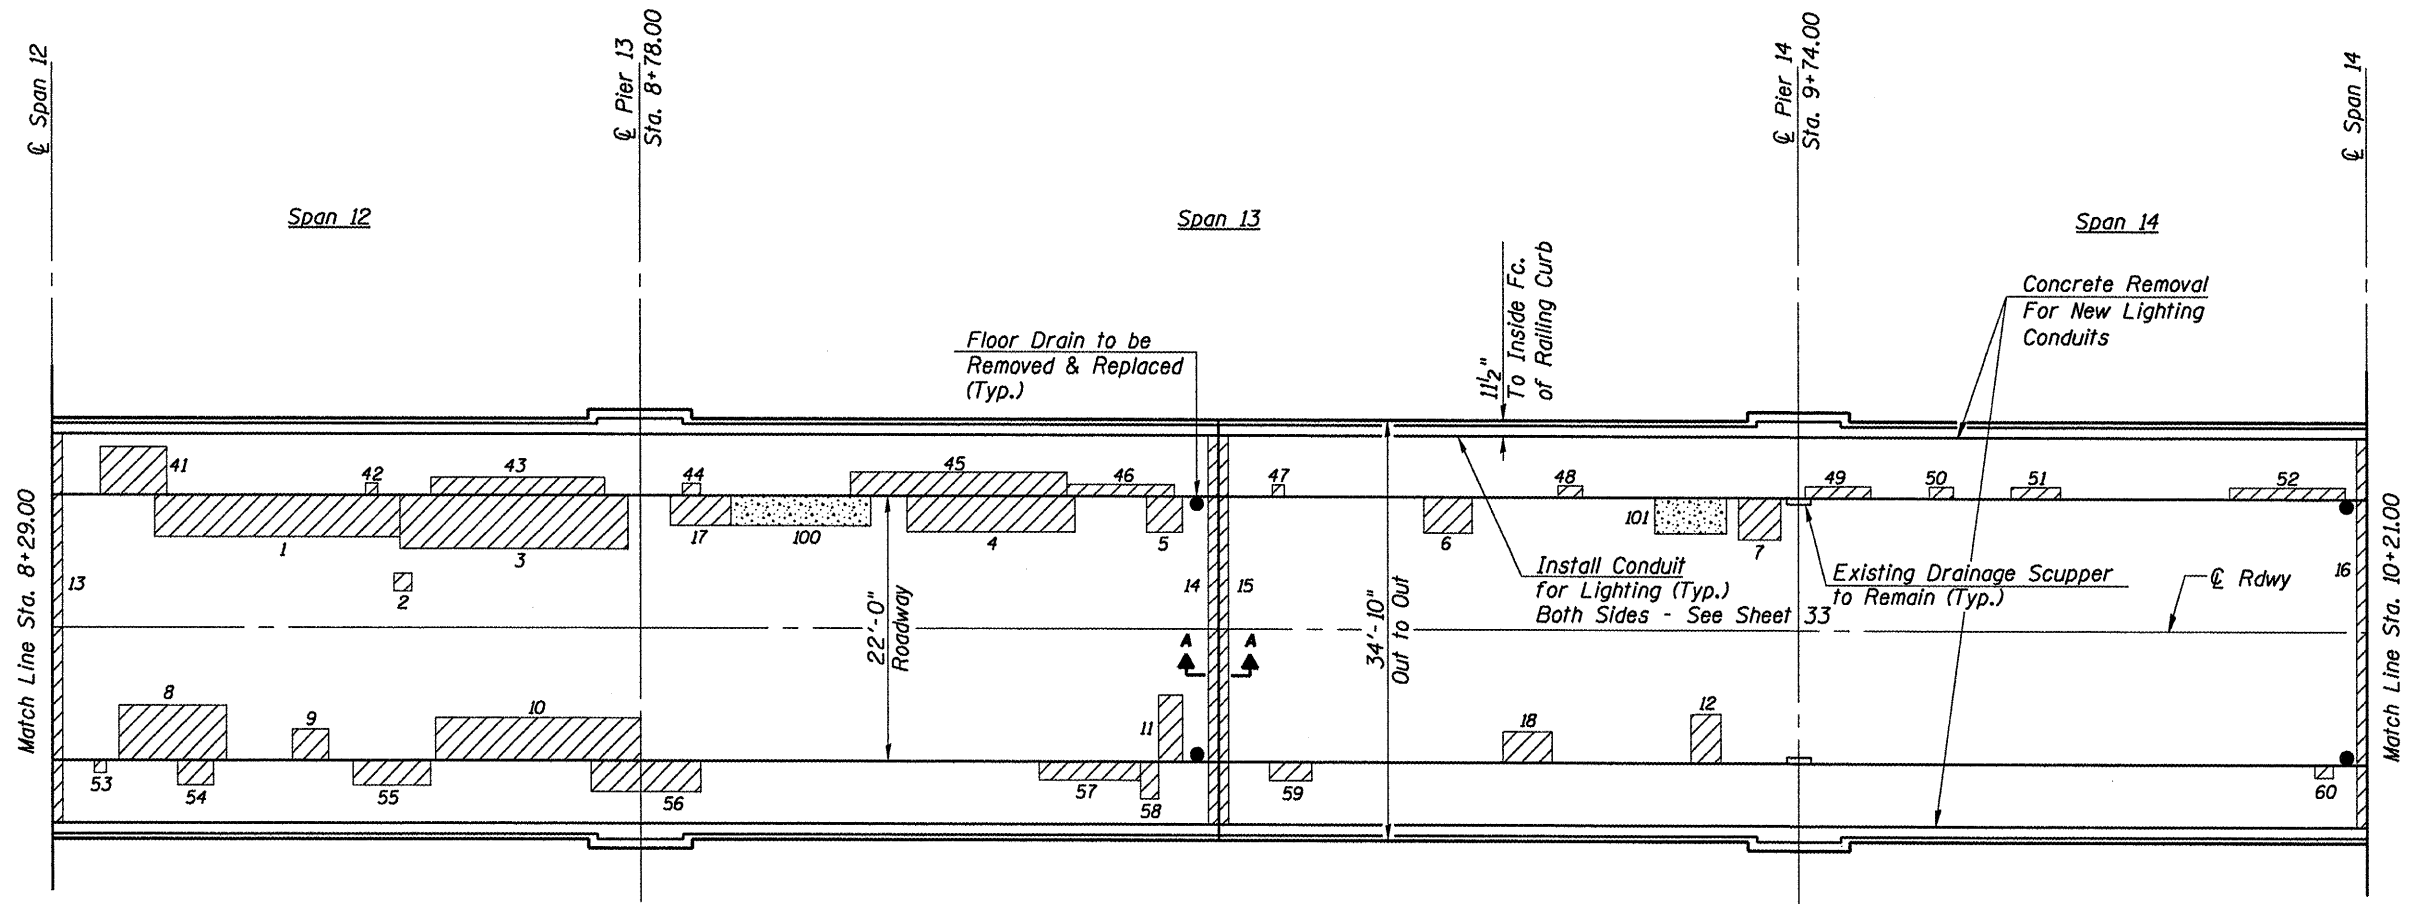 ℄ Span 12
℄ Pier 13
Sta. 8+78.00
℄ Pier 14
Sta. 9+74.00
℄ Span 14
Span 12
Span 13
Span 14
11½"
To Inside Fc.
of Railing Curb
Concrete Removal
For New Lighting
Conduits
Floor Drain to be
Removed & Replaced
(Typ.)
41
42
43
44
45
46
47
48
49
50
51
52
1
3
17
100
4
5
6
101
7
2
13
14
15
16
Install Conduit
for Lighting (Typ.)
Both Sides - See Sheet 33
Existing Drainage Scupper
to Remain (Typ.)
℄ Rdwy
Match Line Sta. 8+29.00
22'-0"
Roadway
A
A
34'-10"
Out to Out
Match Line Sta. 10+21.00
8
9
10
11
18
12
53
54
55
56
57
58
59
60